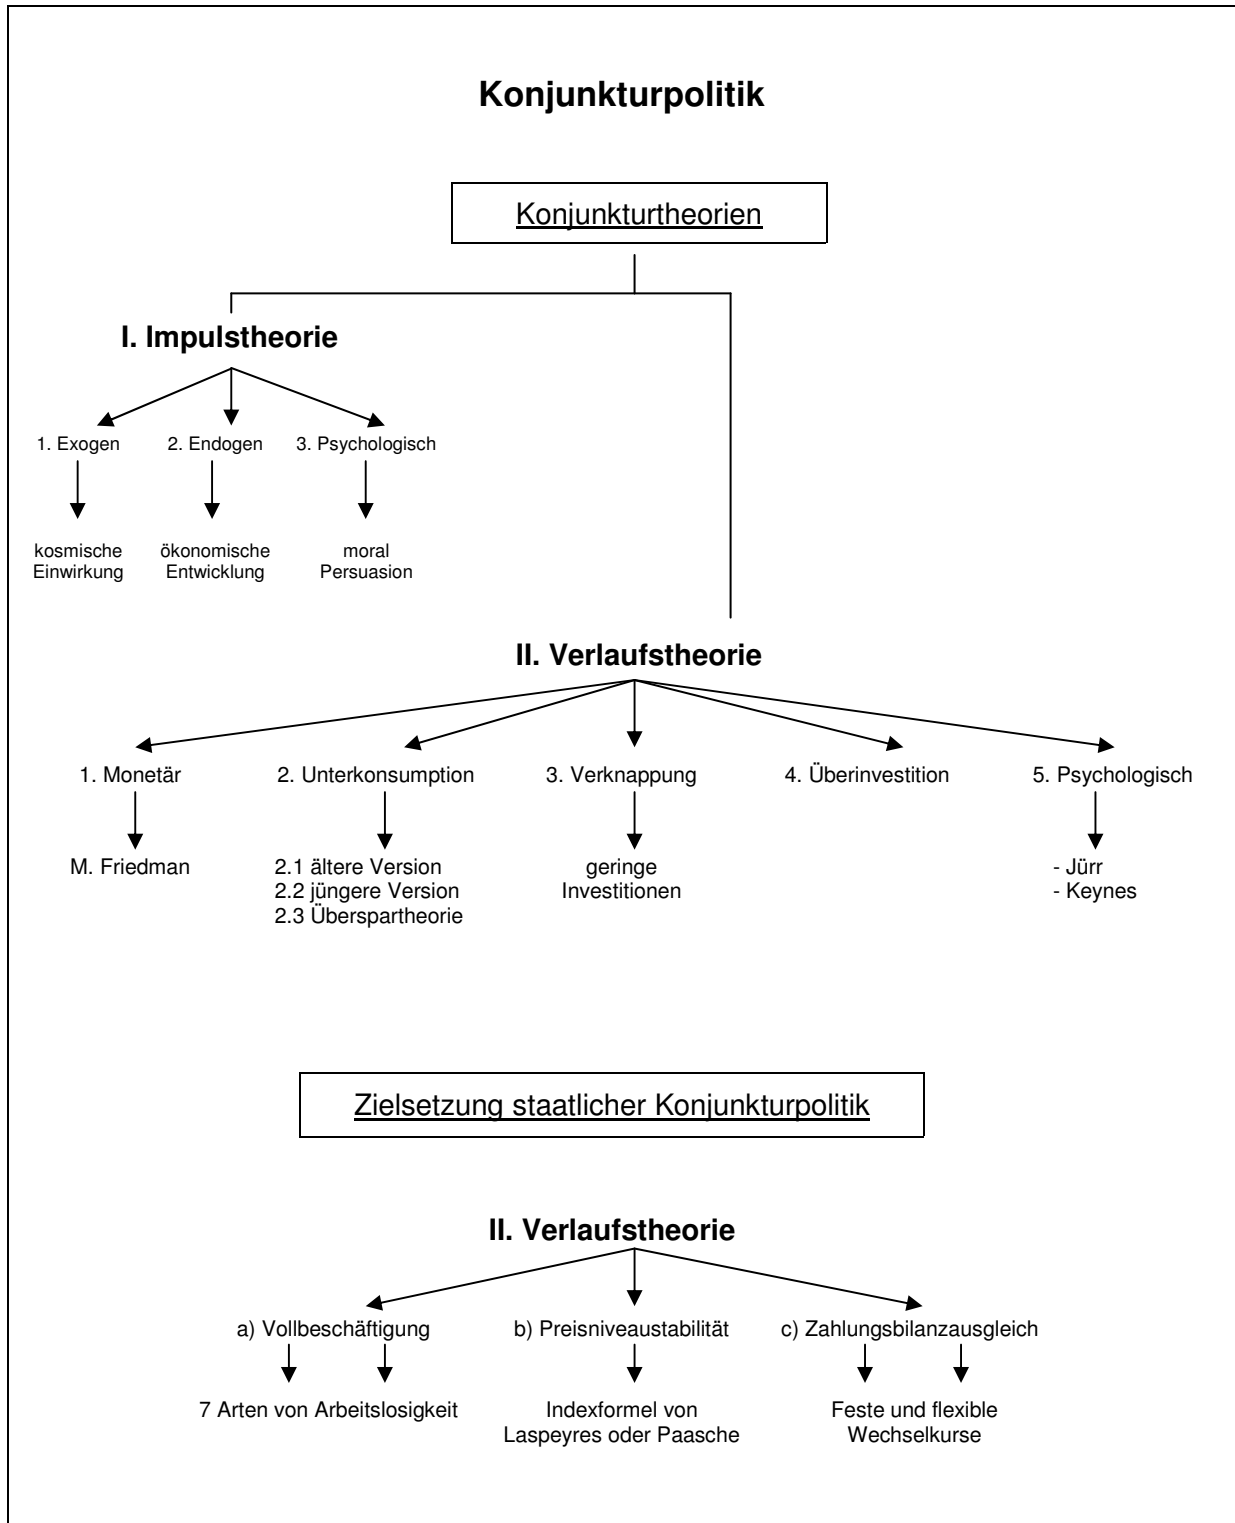 Konjunkturpolitik
Konjunkturtheorien
I. Impulstheorie
1. Exogen
2. Endogen
3. Psychologisch
kosmische
Einwirkung
ökonomische
Entwicklung
moral
Persuasion
II. Verlaufstheorie
1. Monetär
2. Unterkonsumption
3. Verknappung
4. Überinvestition
5. Psychologisch
M. Friedman
2.1 ältere Version
2.2 jüngere Version
2.3 Überspartheorie
geringe
Investitionen
- Jürr
- Keynes
Zielsetzung staatlicher Konjunkturpolitik
II. Verlaufstheorie
a) Vollbeschäftigung
b) Preisniveaustabilität
c) Zahlungsbilanzausgleich
7 Arten von Arbeitslosigkeit
Indexformel von
Laspeyres oder Paasche
Feste und flexible
Wechselkurse